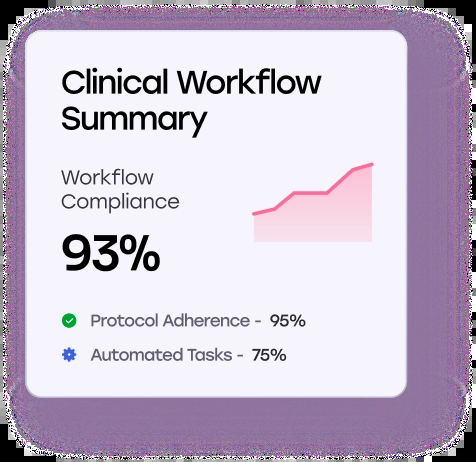 Clinical Workflow
Summary
Workflow
Compliance
93%
Protocol Adherence - 95%
Automated Tasks - 75%